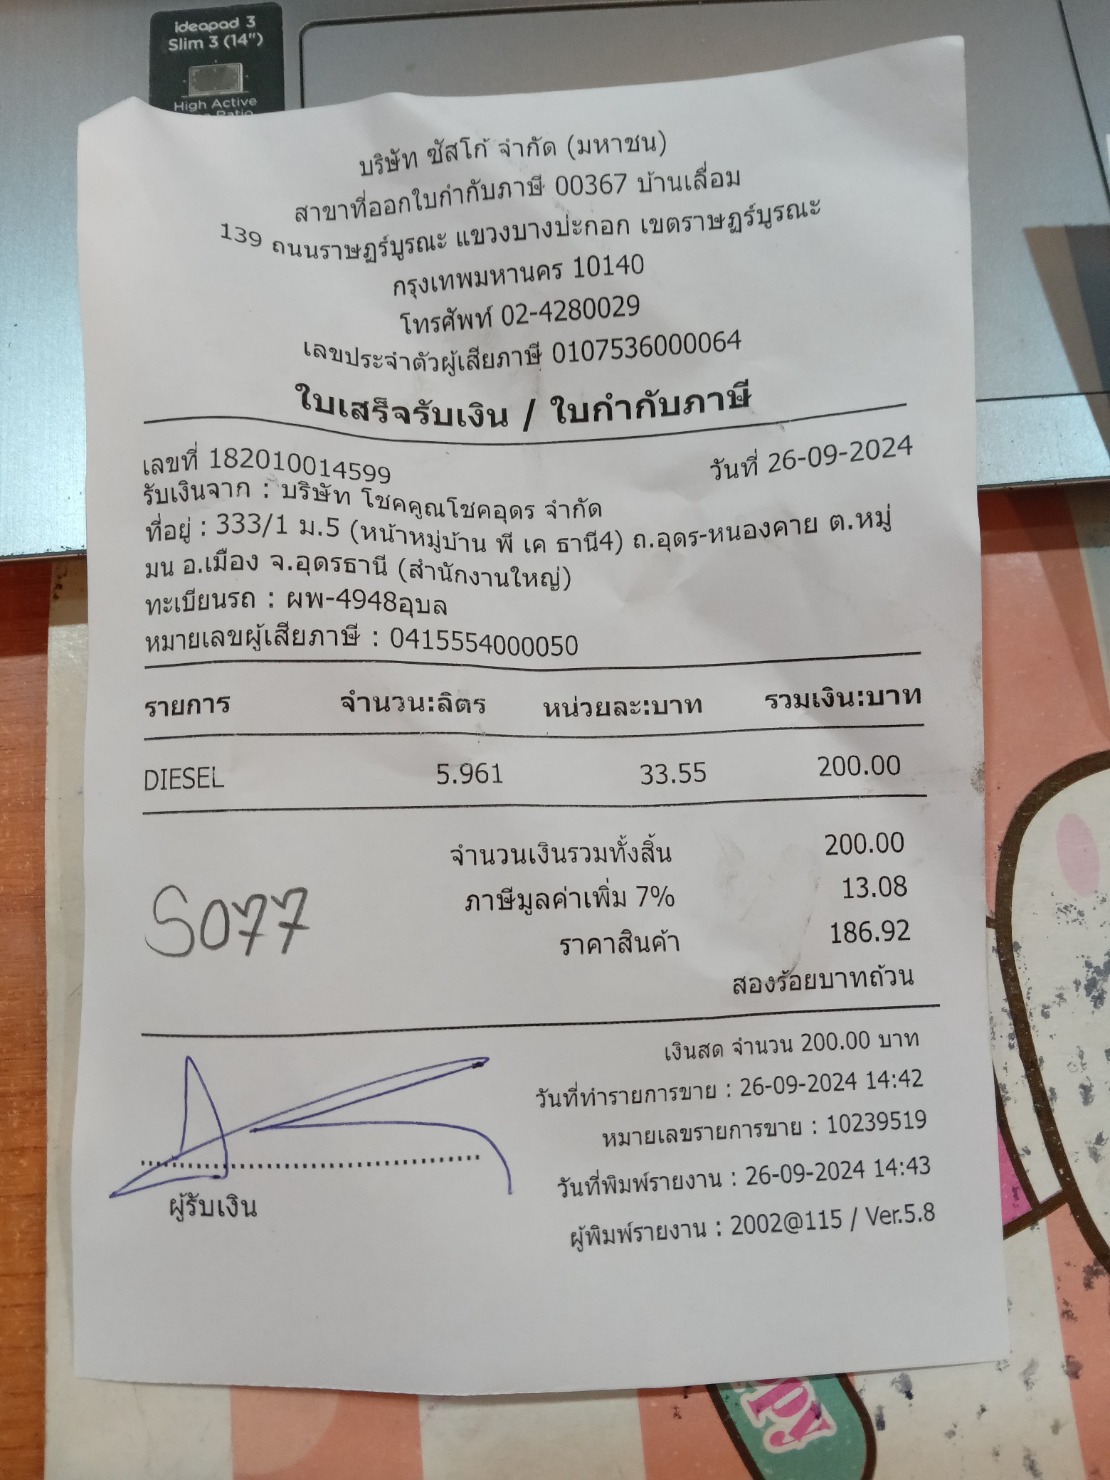 ideapad 3
Slim 3 (14")
High Active
บริษัท ซัสโก้ จำกัด (มหาชน)
สาขาที่ออกใบกำกับภาษี 00367 บ้านเลื่อม
139 ถนนราษฎร์บูรณะ แขวงบางปะกอก เขตราษฎร์บูรณะ
กรุงเทพมหานคร 10140
โทรศัพท์ 02-4280029
เลขประจำตัวผู้เสียภาษี 0107536000064
ใบเสร็จรับเงิน / ใบกำกับภาษี
เลขที่ 182010014599 วันที่ 26-09-2024
รับเงินจาก : บริษัท โชคคูณโชคอุดร จำกัด
ที่อยู่ : 333/1 ม.5 (หน้าหมู่บ้าน พี เค ธานี4) ถ.อุดร-หนองคาย ต.หมู่
มน อ.เมือง จ.อุดรธานี (สำนักงานใหญ่)
ทะเบียนรถ : ผพ-4948อุบล
หมายเลขผู้เสียภาษี : 0415554000050
รายการ จำนวน:ลิตร หน่วยละ:บาท รวมเงิน:บาท
DIESEL 5.961 33.55 200.00
จำนวนเงินรวมทั้งสิ้น 200.00
ภาษีมูลค่าเพิ่ม 7% 13.08
ราคาสินค้า 186.92
S077
สองร้อยบาทถ้วน
เงินสด จำนวน 200.00 บาท
วันที่ทำรายการขาย : 26-09-2024 14:42
หมายเลขรายการขาย : 10239519
วันที่พิมพ์รายงาน : 26-09-2024 14:43
ผู้พิมพ์รายงาน : 2002@115 / Ver.5.8
ผู้รับเงิน